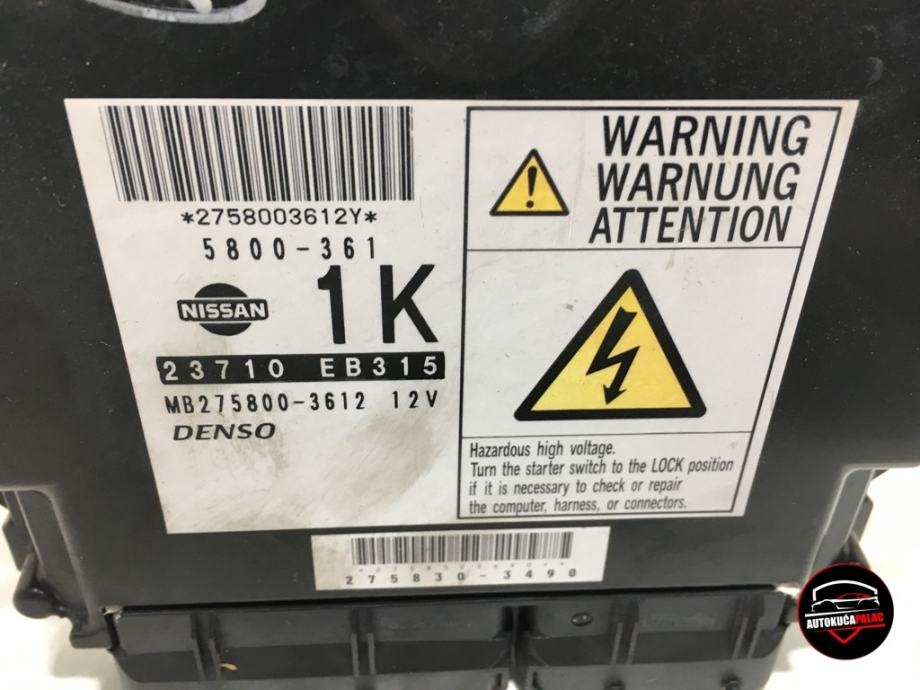 *2758003612Y*
5800-361
NISSAN
1K
23710 EB315
MB275800-3612 12V
DENSO
WARNING
WARNUNG
ATTENTION
Hazardous high voltage.
Turn the starter switch to the LOCK position
if it is necessary to check or repair
the computer, harness, or connectors.
*2758303490**
275830-3490
AUTOKUĆAPALAC